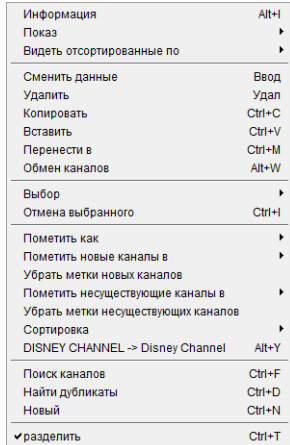 Информация Alt+I
Показ
Видеть отсортированные по
Сменить данные Ввод
Удалить Удал
Копировать Ctrl+C
Вставить Ctrl+V
Перенести в Ctrl+M
Обмен каналов Alt+W
Выбор
Отмена выбранного Ctrl+I
Пометить как
Пометить новые каналы в
Убрать метки новых каналов
Пометить несуществующие каналы в
Убрать метки несуществующих каналов
Сортировка
DISNEY CHANNEL -> Disney Channel Alt+Y
Поиск каналов Ctrl+F
Найти дубликаты Ctrl+D
Новый Ctrl+N
разделить Ctrl+T